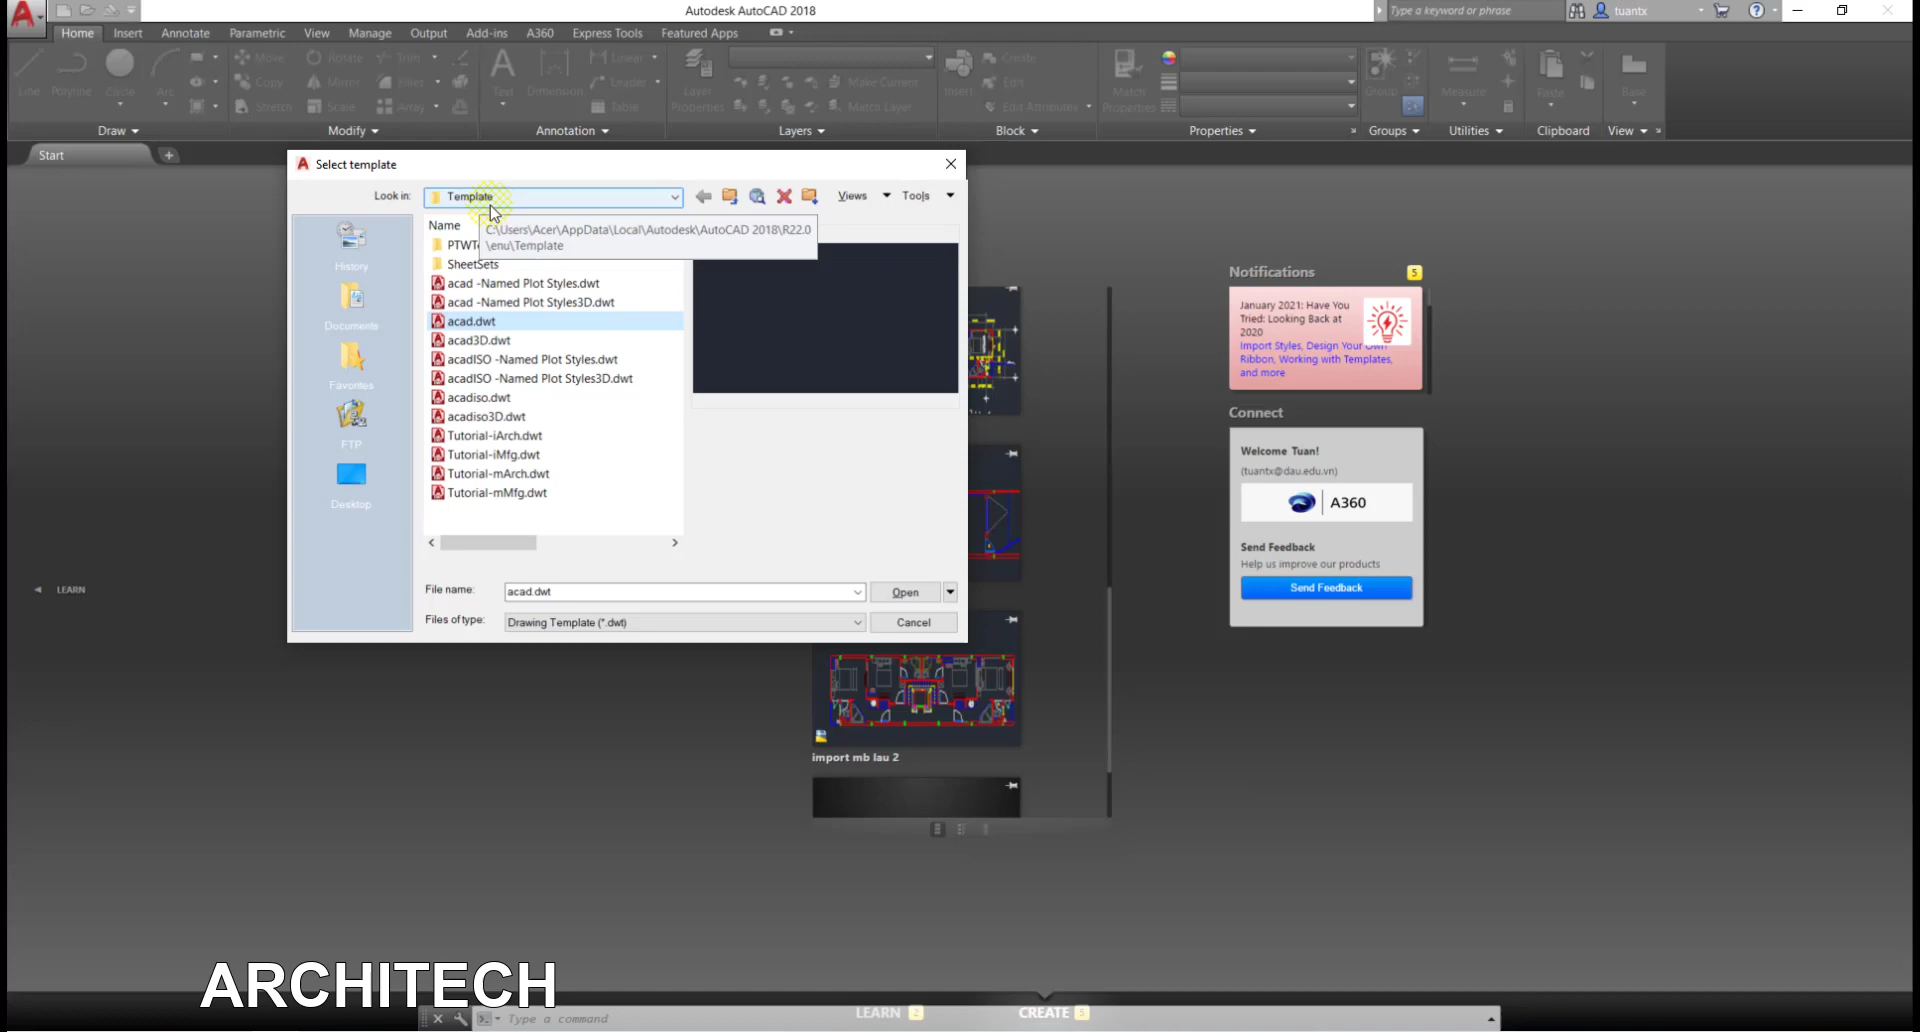 Autodesk AutoCAD 2018
Type a keyword or phrase
tuantx
Home Insert Annotate Parametric View Manage Output Add-ins A360 Express Tools Featured Apps
Line Polyline Circle Arc
Move Rotate Trim
Copy Mirror Fillet
Stretch Scale Array
Text Dimension
Linear
Leader
Table
Layer Properties
Make Current
Match Layer
Insert
Create
Edit
Edit Attributes
Match Properties
Group
Measure
Paste
Base
Draw Modify Annotation Layers Block Properties Groups Utilities Clipboard View
Start
Select template
Look in: Template
Views Tools
C:\Users\Acer\AppData\Local\Autodesk\AutoCAD 2018\R22.0
\enu\Template
Name
SheetSets
acad -Named Plot Styles.dwt
acad -Named Plot Styles3D.dwt
acad.dwt
acad3D.dwt
acadISO -Named Plot Styles.dwt
acadISO -Named Plot Styles3D.dwt
acadiso.dwt
acadiso3D.dwt
Tutorial-iArch.dwt
Tutorial-iMfg.dwt
Tutorial-mArch.dwt
Tutorial-mMfg.dwt
History
Documents
Favorites
FTP
Desktop
File name: acad.dwt Open
Files of type: Drawing Template (*.dwt) Cancel
LEARN
import mb lau 2
Notifications 5
January 2021: Have You
Tried: Looking Back at
2020
Import Styles, Design Your Own
Ribbon, Working with Templates,
and more
Connect
Welcome Tuan!
(tuantx@dau.edu.vn)
A360
Send Feedback
Help us improve our products
Send Feedback
ARCHITECH
Type a command
LEARN 2 CREATE 5